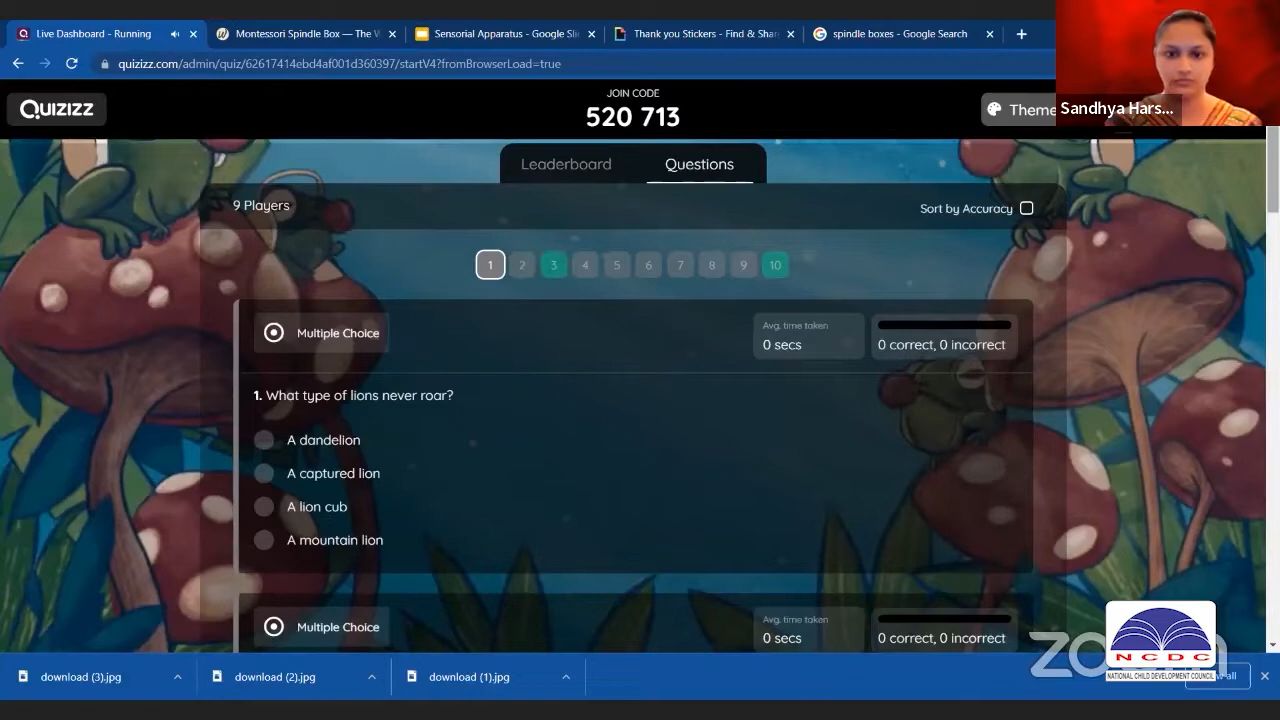 Live Dashboard - Running
Montessori Spindle Box — The W
Sensorial Apparatus - Google Sli
Thank you Stickers - Find & Shar
spindle boxes - Google Search
quizizz.com/admin/quiz/62617414ebd4af001d360397/startV4?fromBrowserLoad=true
Quizizz
JOIN CODE
520 713
Theme
Sandhya Hars...
Leaderboard
Questions
9 Players
Sort by Accuracy
1 2 3 4 5 6 7 8 9 10
Multiple Choice
Avg. time taken
0 secs
0 correct, 0 incorrect
1. What type of lions never roar?
A dandelion
A captured lion
A lion cub
A mountain lion
Multiple Choice
Avg. time taken
0 secs
0 correct, 0 incorrect
zoom
NCDC
NATIONAL CHILD DEVELOPMENT COUNCIL
download (3).jpg
download (2).jpg
download (1).jpg